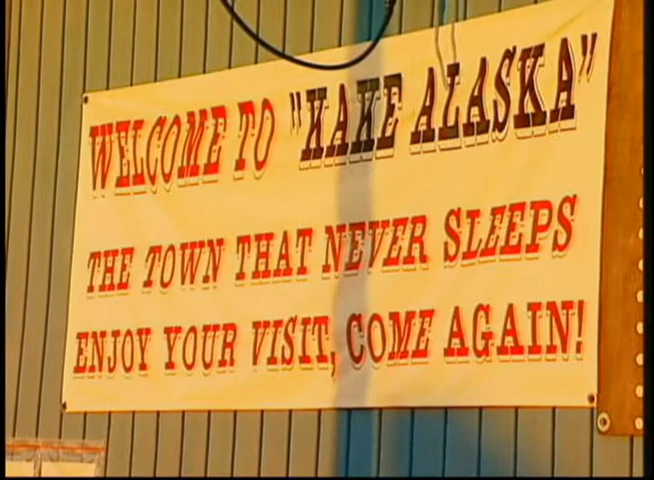 WELCOME TO "KAKE ALASKA"
THE TOWN THAT NEVER SLEEPS
ENJOY YOUR VISIT, COME AGAIN!